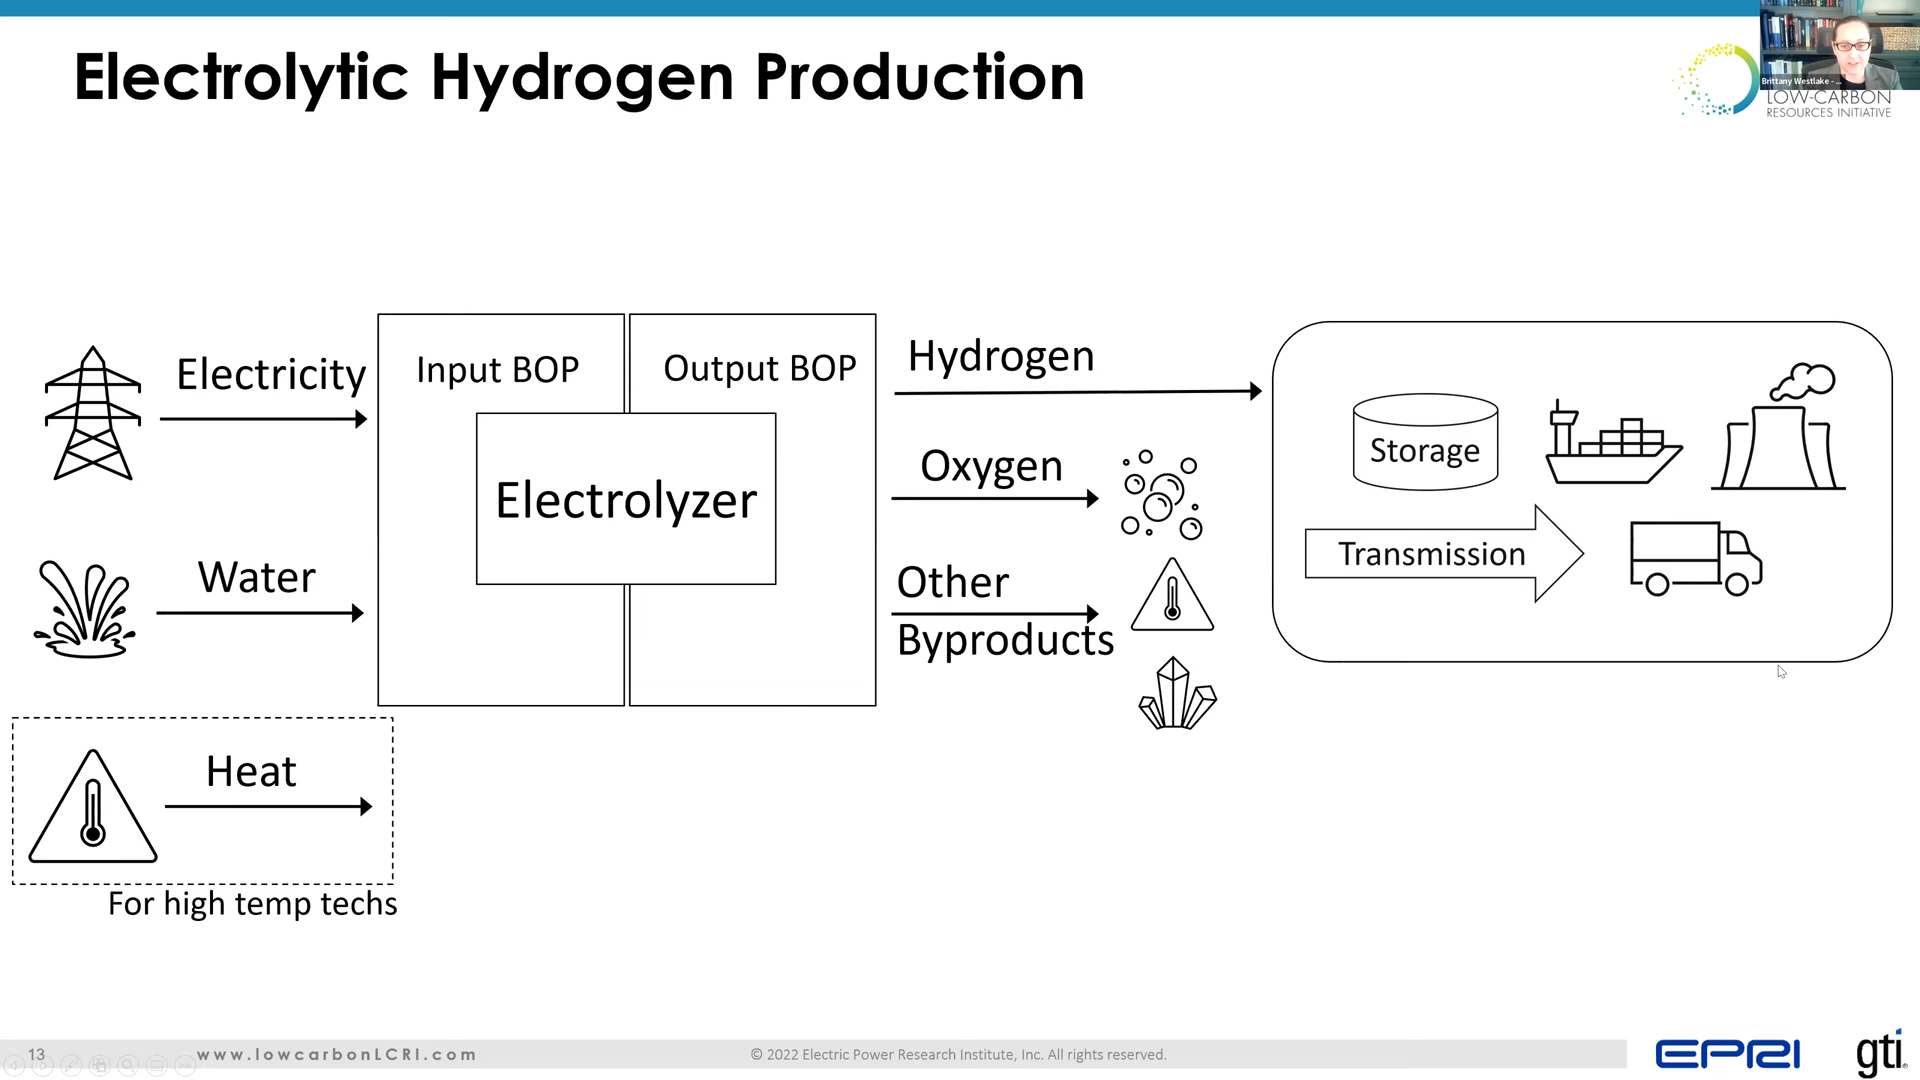 Electrolytic Hydrogen Production
Brittany Westlake - ...
LOW-CARBON
RESOURCES INITIATIVE
Electricity
Input BOP
Output BOP
Hydrogen
Electrolyzer
Oxygen
Storage
Water
Other
Byproducts
Transmission
Heat
For high temp techs
13
www.lowcarbonLCRI.com
© 2022 Electric Power Research Institute, Inc. All rights reserved.
EPRI
gti®